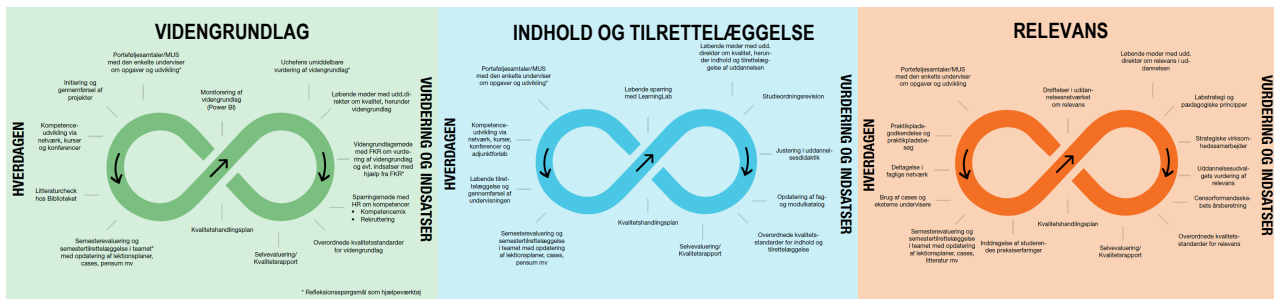 VIDENGRUNDLAG
Porteføljesamtaler/MUS
med den enkelte underviser
om opgaver og udvikling*
Uchefens umiddelbare
vurdering af videngrundlag*
Initiering og
gennemførsel af
projekter
Monitorering af
videngrundlag
(Power BI)
Løbende møder med udd.di-
rektør om kvalitet, herunder
videngrundlag
Kompetence-
udvikling via
netværk, kurser
og konferencer
Videngrundlagsmøde
med FKR om vurde-
ring af videngrundlag
og evt. indsatser med
hjælp fra FKR*
Litteraturcheck
hos Biblioteket
Sparringsmøde med
HR om kompetencer
• Kompetencemix
• Rekruttering
Kvalitetshandlingsplan
Semesterevaluering og
semestertilrettelæggelse i teamet*
med opdatering af lektionsplaner,
cases, pensum mv
Selvevaluering/
Kvalitetsrapport
Overordnede kvalitetsstandarder
for videngrundlag
* Refleksionsspørgsmål som hjælpeværktøj
HVERDAGEN
VURDERING OG INDSATSER
INDHOLD OG TILRETTELÆGGELSE
Løbende møder med udd.
direktør om kvalitet, herun-
der indhold og tilrettelæg-
gelse af uddannelsen
Porteføljesamtaler/MUS
med den enkelte underviser
om opgaver og udvikling*
Løbende sparring
med LearningLab
Studieordningsrevision
Kompetence-
udvikling via
netværk, kurser,
konferencer og
adjunktforløb
Justering i uddannel-
sesdidaktik
Løbende tilret-
telæggelse og
gennemførsel af
undervisningen
Opdatering af fag-
og modulkatalog
Kvalitetshandlingsplan
Semesterevaluering og
semestertilrettelæggelse
i teamet med opdatering
af lektionsplaner, cases,
pensum mv
Selvevaluering/
Kvalitetsrapport
Overordnede kvalitets-
standarder for indhold og
tilrettelæggelse
HVERDAGEN
VURDERING OG INDSATSER
RELEVANS
Løbende møder med udd.
direktør om relevans i ud-
dannelsen
Porteføljesamtaler/MUS
med den enkelte underviser
om opgaver og udvikling
Drøftelser i uddan-
nelsesnetværket
om relevans
Labstrategi og
pædagogiske principper
Praktikplads-
godkendelse og
praktikpladsbe-
søg
Strategiske virksom-
hedssamarbejder
Deltagelse i
faglige netværk
Uddannelsesudval-
gats vurdering af
relevans
Brug af cases og
eksterne undervisere
Censorformandsska-
bets årsberetning
Kvalitetshandlingsplan
Semesterevaluering og
semestertilrettelæggelse
i teamet med opdatering
af lektionsplaner, cases,
litteratur mv
Inddragelse af studeren-
des praksiserfaringer
Selvevaluering/
Kvalitetsrapport
Overordnede kvalitets-
standarder for relevans
HVERDAGEN
VURDERING OG INDSATSER